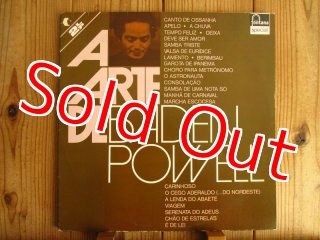 fontana
SPECIAL
CANTO DE OSSANHA
APELO • A CHUVA
TEMPO FELIZ • DEIXA
DEVE SER AMOR
SAMBA TRISTE
VALSA DE EURÍDICE
LAMENTO • BERIMBAU
GAROTA DE IPANEMA
CHORO PARA METRÔNOMO
O ASTRONAUTA
CONSOLAÇÃO
SAMBA DE UMA NOTA SÓ
MANHÃ DE CARNAVAL
MARCHA ESCOCESA
A
ARTE
DE
BADEN
POWELL
Sold Out
CARINHOSO
O CEGO ADERALDO (...DO NORDESTE)
A LENDA DO ABAETÉ
VIAGEM
SERENATA DO ADEUS
CHÃO DE ESTRELAS
É DE LEI